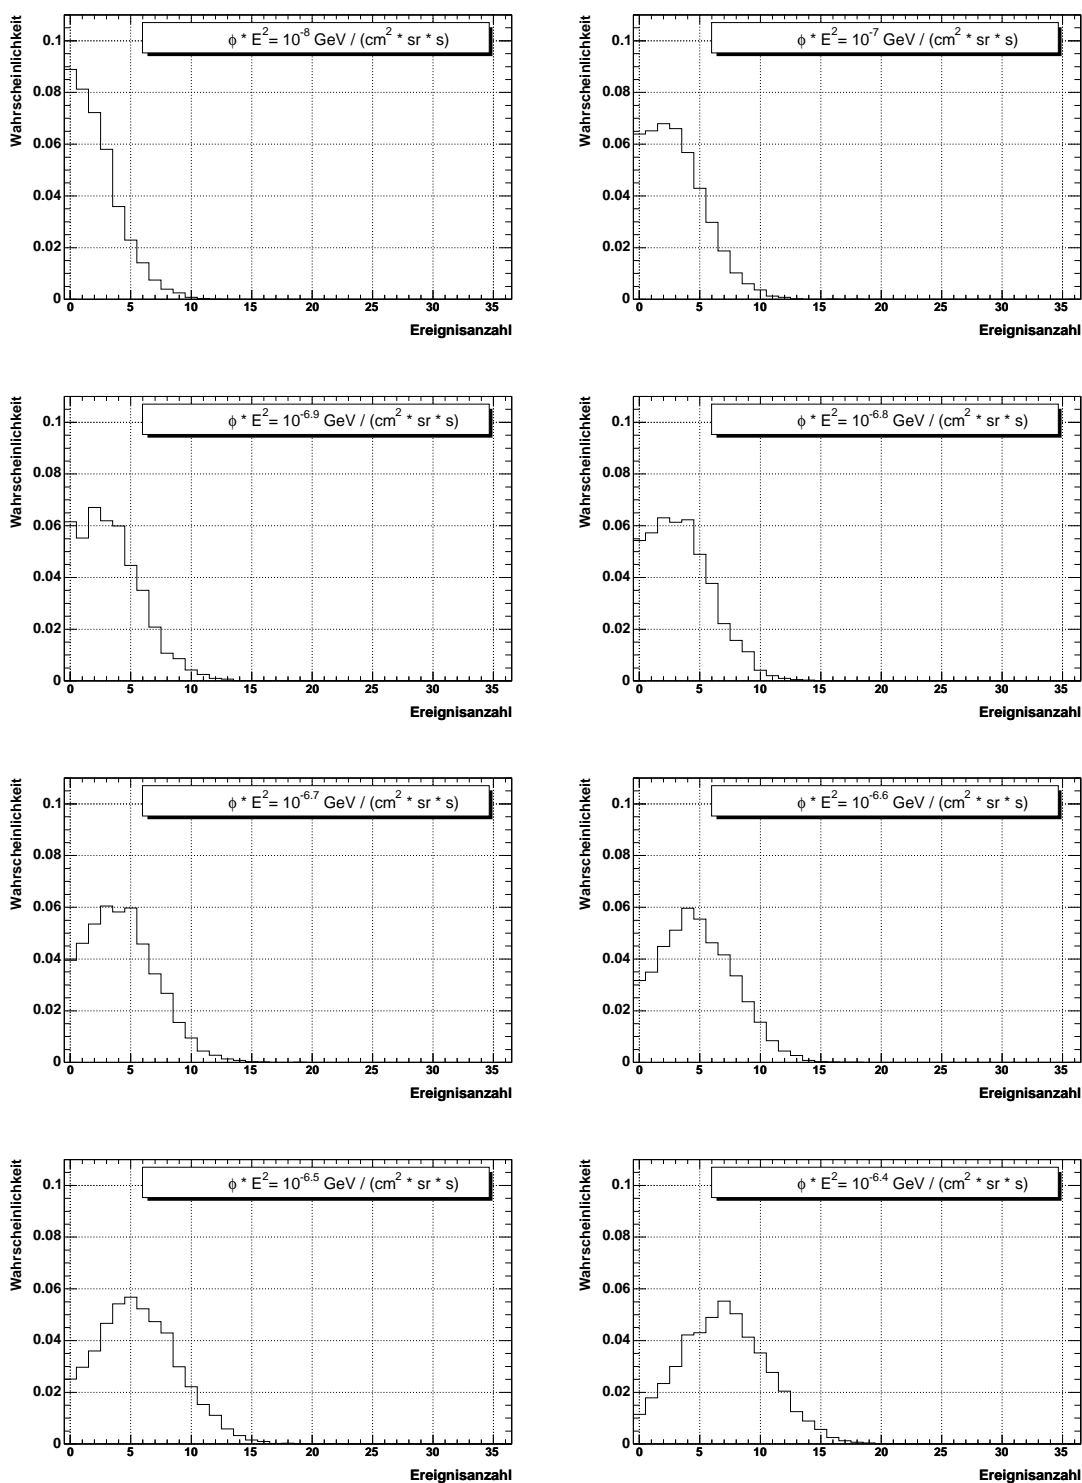 Wahrscheinlichkeit
ϕ * E² = 10⁻⁸ GeV / (cm² * sr * s)
0.1
0.08
0.06
0.04
0.02
0
0 5 10 15 20 25 30 35
Ereignisanzahl
Wahrscheinlichkeit
ϕ * E² = 10⁻⁷ GeV / (cm² * sr * s)
0.1
0.08
0.06
0.04
0.02
0
0 5 10 15 20 25 30 35
Ereignisanzahl
Wahrscheinlichkeit
ϕ * E² = 10⁻⁶·⁹ GeV / (cm² * sr * s)
0.1
0.08
0.06
0.04
0.02
0
0 5 10 15 20 25 30 35
Ereignisanzahl
Wahrscheinlichkeit
ϕ * E² = 10⁻⁶·⁸ GeV / (cm² * sr * s)
0.1
0.08
0.06
0.04
0.02
0
0 5 10 15 20 25 30 35
Ereignisanzahl
Wahrscheinlichkeit
ϕ * E² = 10⁻⁶·⁷ GeV / (cm² * sr * s)
0.1
0.08
0.06
0.04
0.02
0
0 5 10 15 20 25 30 35
Ereignisanzahl
Wahrscheinlichkeit
ϕ * E² = 10⁻⁶·⁶ GeV / (cm² * sr * s)
0.1
0.08
0.06
0.04
0.02
0
0 5 10 15 20 25 30 35
Ereignisanzahl
Wahrscheinlichkeit
ϕ * E² = 10⁻⁶·⁵ GeV / (cm² * sr * s)
0.1
0.08
0.06
0.04
0.02
0
0 5 10 15 20 25 30 35
Ereignisanzahl
Wahrscheinlichkeit
ϕ * E² = 10⁻⁶·⁴ GeV / (cm² * sr * s)
0.1
0.08
0.06
0.04
0.02
0
0 5 10 15 20 25 30 35
Ereignisanzahl